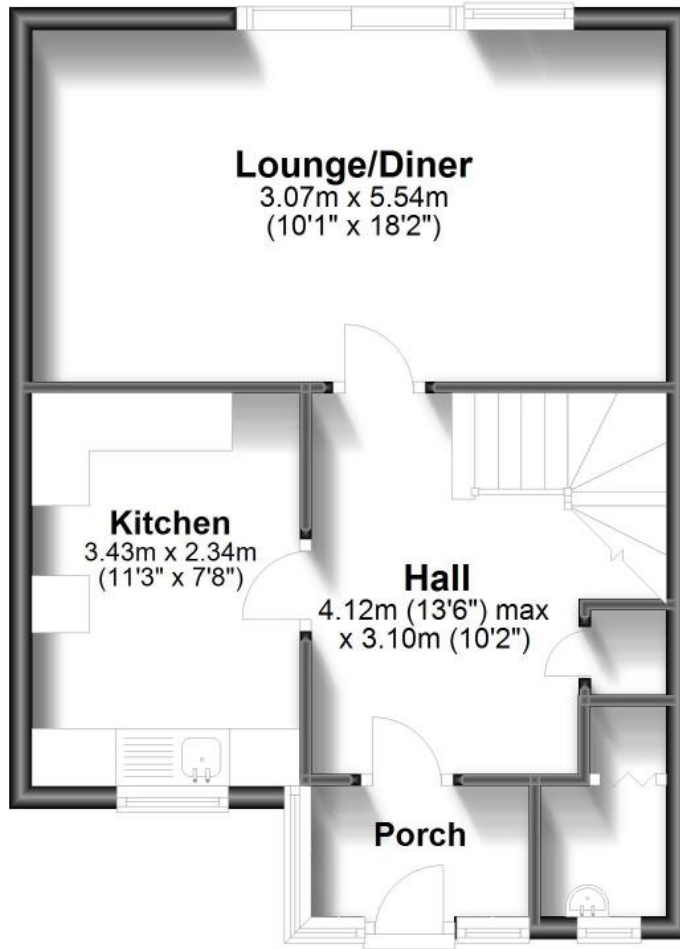 Lounge/Diner
3.07m x 5.54m
(10'1" x 18'2")
Kitchen
3.43m x 2.34m
(11'3" x 7'8")
Hall
4.12m (13'6") max
x 3.10m (10'2")
Porch